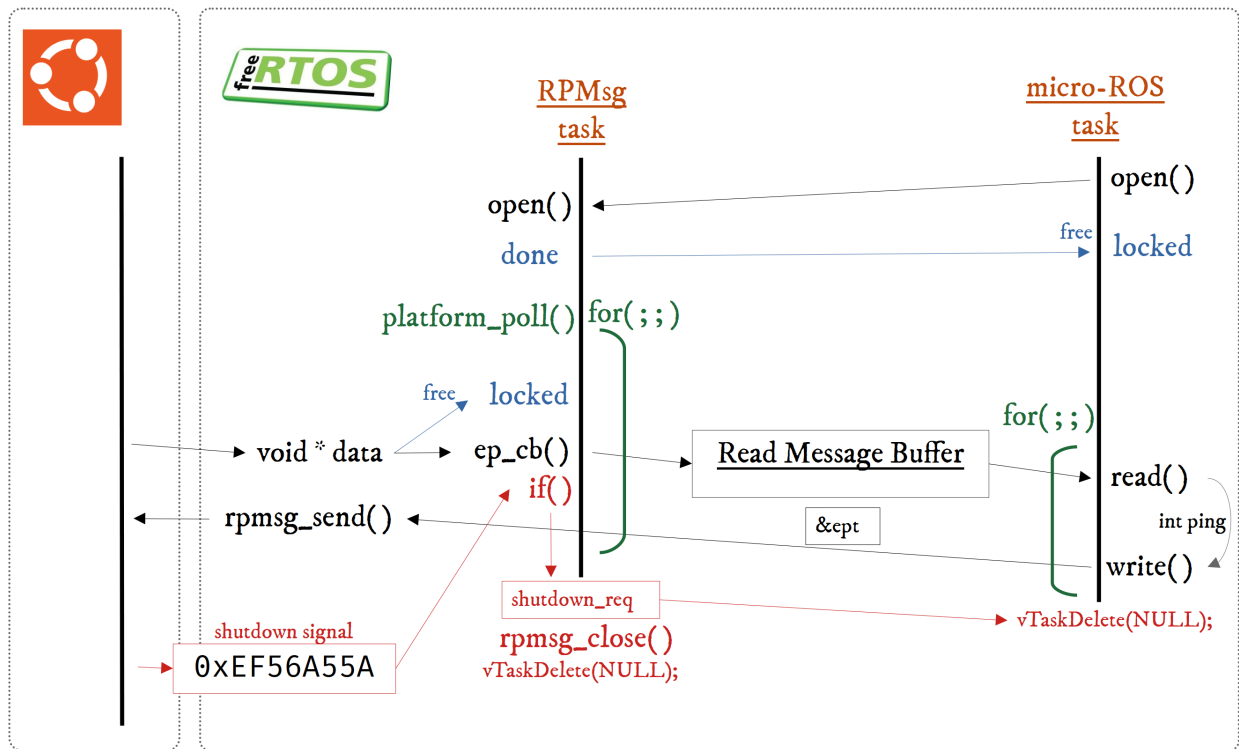 free RTOS
RPMsg
task
micro-ROS
task
open()
open()
done
free
locked
platform_poll()
for(;;)
free
locked
for(;;)
void * data
ep_cb()
Read Message Buffer
read()
if()
rpmsg_send()
&ept
int ping
write()
shutdown_req
vTaskDelete(NULL);
shutdown signal
rpmsg_close()
0xEF56A55A
vTaskDelete(NULL);